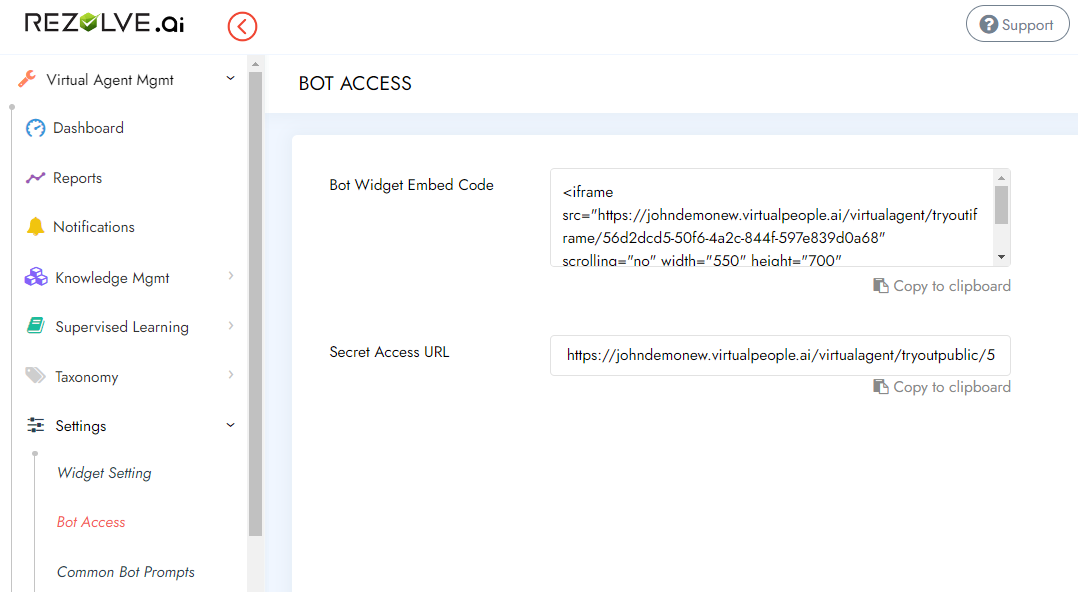 REZOLVE.ai
Support
Virtual Agent Mgmt
Dashboard
Reports
Notifications
Knowledge Mgmt
Supervised Learning
Taxonomy
Settings
Widget Setting
Bot Access
Common Bot Prompts
BOT ACCESS
Bot Widget Embed Code
<iframe
src="https://johndemonew.virtualpeople.ai/virtualagent/tryoutif
rame/56d2dcd5-50f6-4a2c-844f-597e839d0a68"
scrolling="no" width="550" height="700"
Copy to clipboard
Secret Access URL
https://johndemonew.virtualpeople.ai/virtualagent/tryoutpublic/5
Copy to clipboard